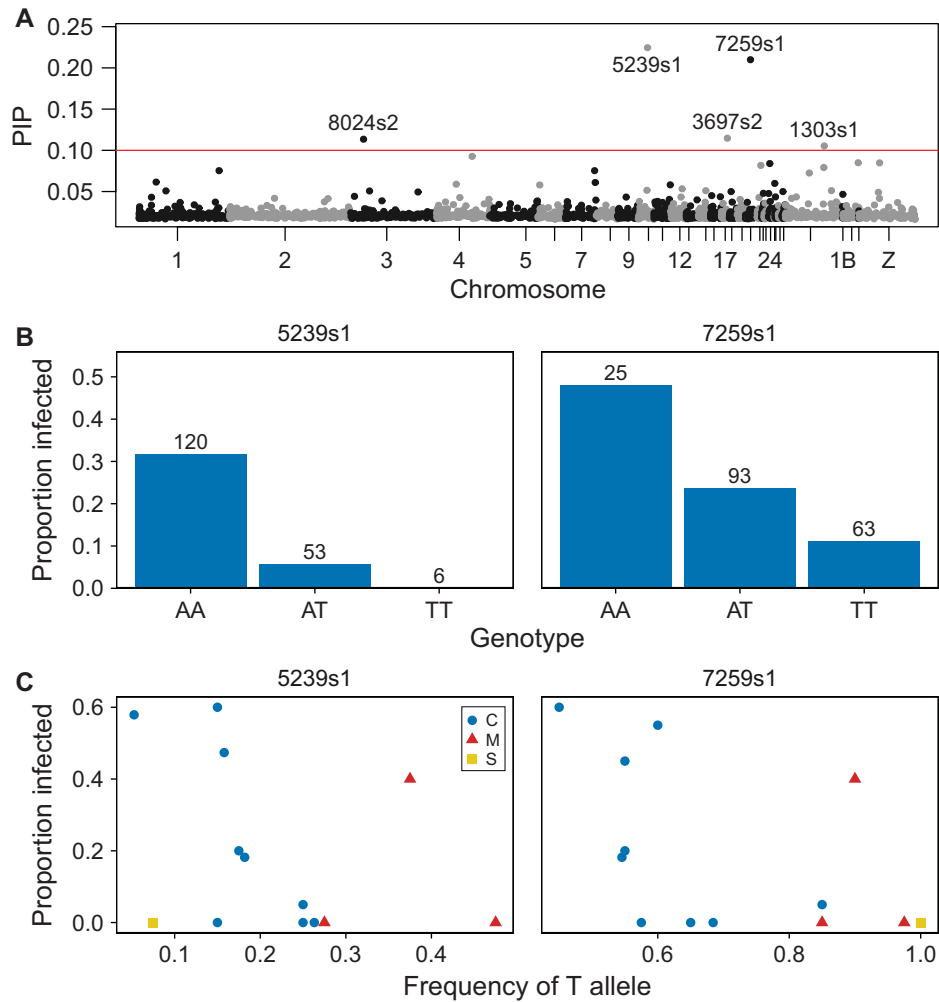 A
PIP
0.25
0.20
0.15
0.10
0.05
5239s1
7259s1
8024s2
3697s2
1303s1
1 2 3 4 5 7 9 12 17 24 1B Z
Chromosome
B
5239s1
7259s1
Proportion infected
0.5
0.4
0.3
0.2
0.1
0.0
120
53
6
25
93
63
AA AT TT
AA AT TT
Genotype
C
5239s1
7259s1
Proportion infected
0.6
0.4
0.2
0.0
C
M
S
0.1 0.2 0.3 0.4
0.6 0.8 1.0
Frequency of T allele